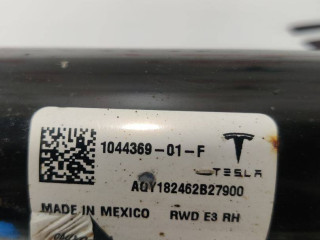 1044369-01-F
TESLA
AQY182462B27900
MADE IN MEXICO RWD E3 RH